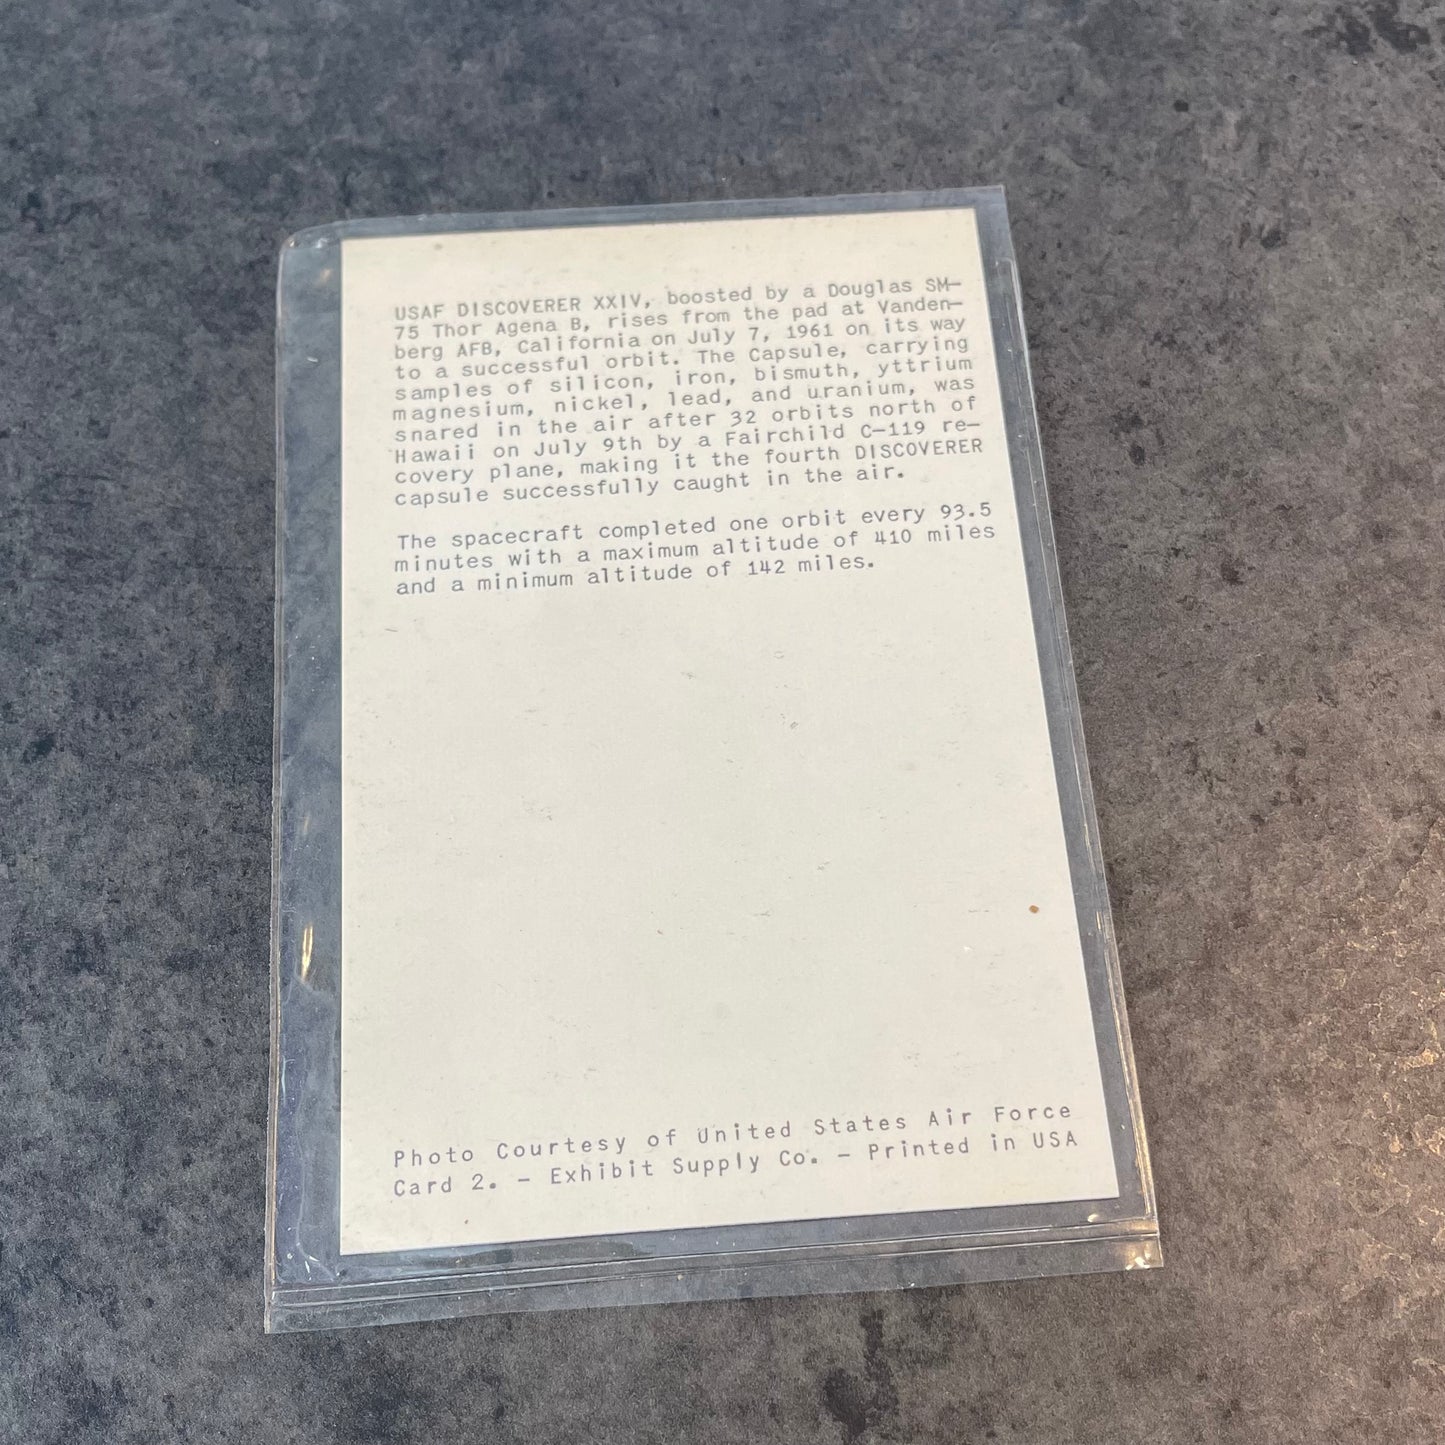 USAF DISCOVERER XXIV, boosted by a Douglas SM-
75 Thor Agena B, rises from the pad at Vanden-
berg AFB, California on July 7, 1961 on its way
to a successful orbit. The Capsule, carrying
samples of silicon, iron, bismuth, yttrium
magnesium, nickel, lead, and uranium, was
snared in the air after 32 orbits north of
Hawaii on July 9th by a Fairchild C-119 re-
covery plane, making it the fourth DISCOVERER
capsule successfully caught in the air.
The spacecraft completed one orbit every 93.5
minutes with a maximum altitude of 410 miles
and a minimum altitude of 142 miles.
Photo Courtesy of United States Air Force
Card 2. - Exhibit Supply Co. - Printed in USA